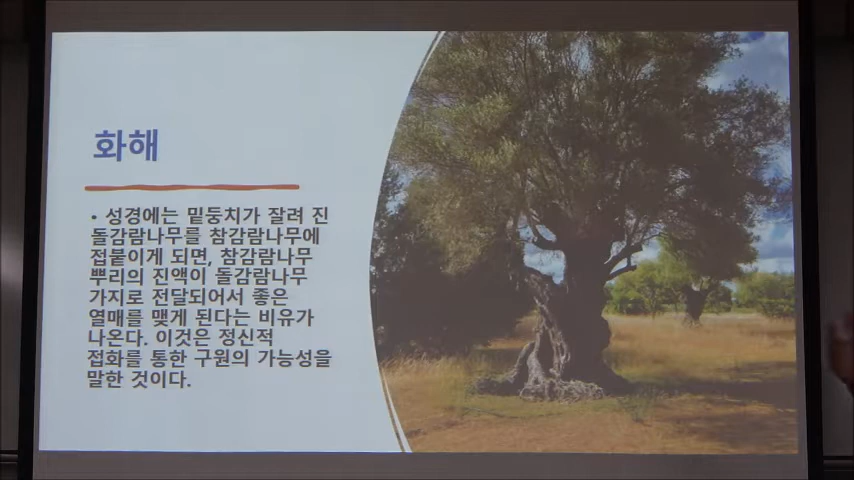 화해
• 성경에는 밑둥치가 잘려 진
돌감람나무를 참감람나무에
접붙이게 되면, 참감람나무
뿌리의 진액이 돌감람나무
가지로 전달되어서 좋은
열매를 맺게 된다는 비유가
나온다. 이것은 정신적
접화를 통한 구원의 가능성을
말한 것이다.